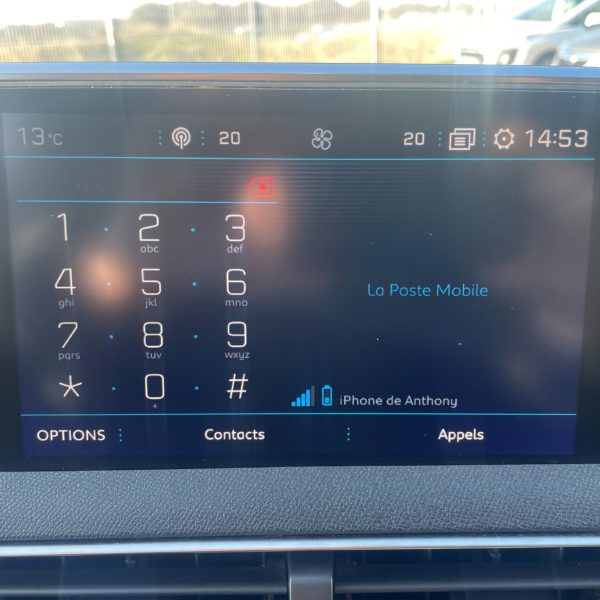 13°C 20 20 14:53
1 2 3
abc def
4 5 6
ghi jkl mno
La Poste Mobile
7 8 9
pqrs tuv wxyz
* 0 #
+
iPhone de Anthony
OPTIONS Contacts Appels